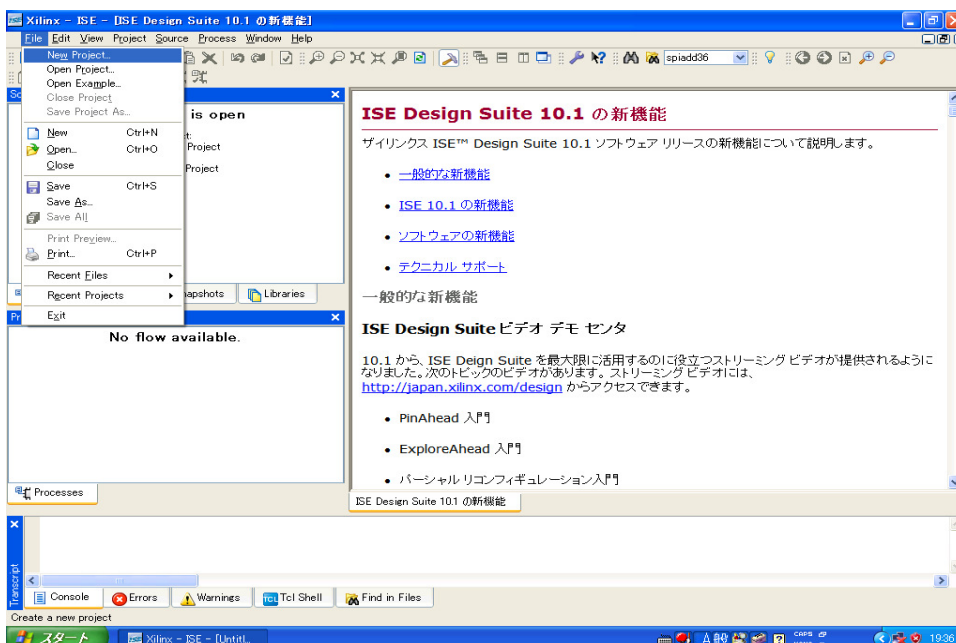 Xilinx - ISE - [ISE Design Suite 10.1 の新機能]
File Edit View Project Source Process Window Help
New Project...
Open Project...
Open Example...
Close Project
Save Project As...
New Ctrl+N
Open... Ctrl+O
Close
Save Ctrl+S
Save As...
Save All
Print Preview...
Print... Ctrl+P
Recent Files
Recent Projects
Exit
spiadd36
So
is open
t:
Project
Project
apshots
Libraries
Pr
No flow available.
Processes
ISE Design Suite 10.1 の新機能
ザイリンクス ISE™ Design Suite 10.1 ソフトウェア リリースの新機能について説明します。
• 一般的な新機能
• ISE 10.1 の新機能
• ソフトウェアの新機能
• テクニカル サポート
一般的な新機能
ISE Design Suite ビデオ デモ センタ
10.1 から、ISE Deign Suite を最大限に活用するのに役立つストリーミング ビデオが提供されるように
なりました。次のトピックのビデオがあります。ストリーミング ビデオには、
http://japan.xilinx.com/design からアクセスできます。
• PinAhead 入門
• ExploreAhead 入門
• パーシャル リコンフィギュレーション入門
ISE Design Suite 10.1 の新機能
Transcript
Console
Errors
Warnings
Tcl Shell
Find in Files
Create a new project
スタート
Xilinx - ISE - [Untitl...
A 般
CAPS
19:36